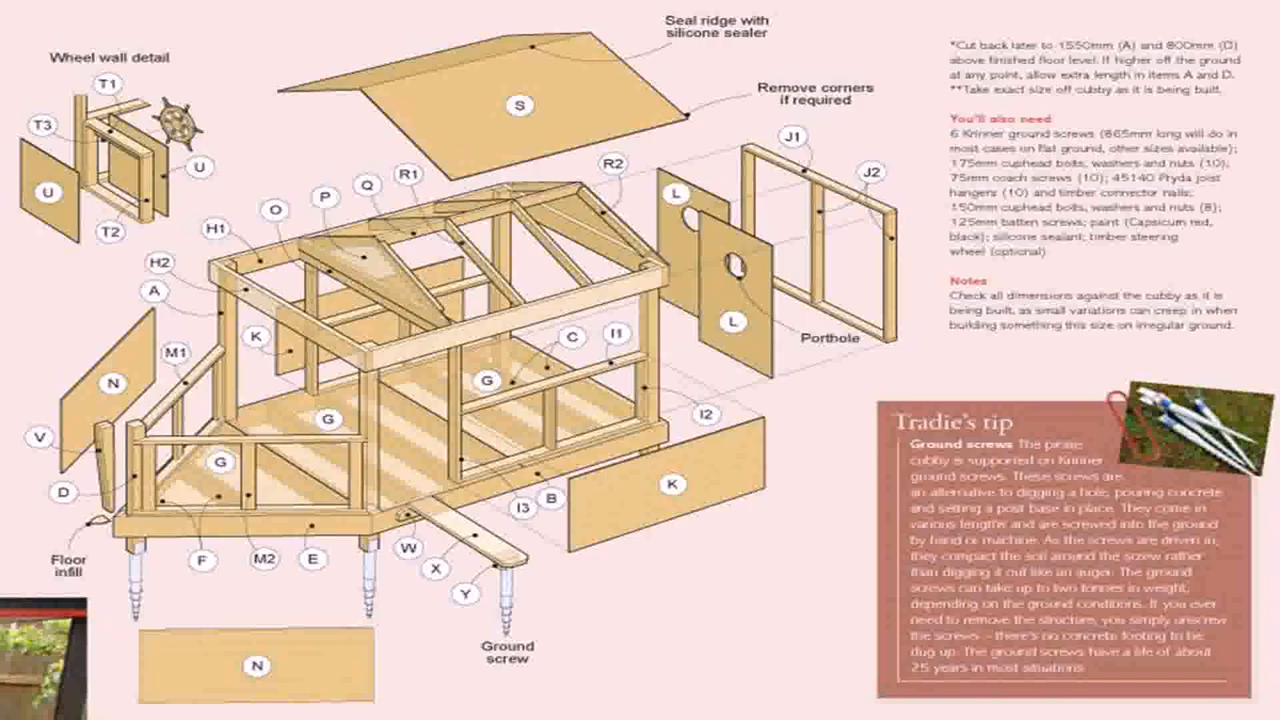 Seal ridge with
silicone sealer
Wheel wall detail
T1
T3
U
U
T2
S
Remove corners
if required
J1
J2
R2
R1
Q
P
O
H1
H2
A
L
L
Porthole
K
M1
N
C
I1
G
G
G
I2
V
D
K
B
I3
W
X
Y
F
M2
E
Floor
infill
Ground
screw
N
*Cut back later to 1550mm (A) and 800mm (D)
above finished floor level. If higher off the ground
at any point, allow extra length in items A and D.
**Take exact size off cubby as it is being built.
You'll also need
6 Krinner ground screws (865mm long will do in
most cases on flat ground, other sizes available);
175mm cuphead bolts, washers and nuts (10);
75mm coach screws (10); 45140 Pryda joist
hangers (10) and timber connector nails;
150mm cuphead bolts, washers and nuts (8);
125mm batten screws; paint (Capsicum red,
black); silicone sealant; timber steering
wheel (optional)
Notes
Check all dimensions against the cubby as it is
being built, as small variations can creep in when
building something this size on irregular ground.
Tradie's tip
Ground screws The pirate
cubby is supported on Krinner
ground screws. These screws are
an alternative to digging a hole, pouring concrete
and setting a post base in place. They come in
various lengths and are screwed into the ground
by hand or machine. As the screws are driven in,
they compact the soil around the screw rather
than digging it out like an auger. The ground
screws can take up to two tonnes in weight,
depending on the ground conditions. If you ever
need to remove the structure, you simply unscrew
the screws – there's no concrete footing to be
dug up. The ground screws have a life of about
25 years in most situations.